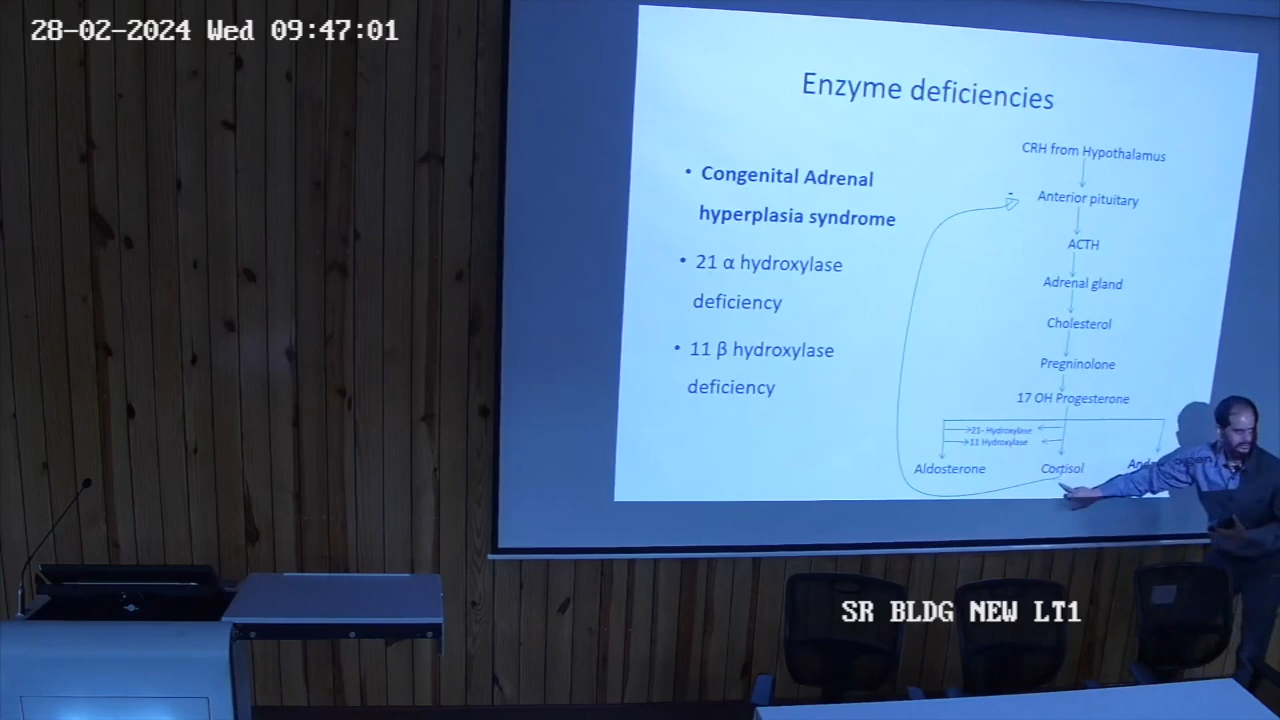 28-02-2024 Wed 09:47:01
Enzyme deficiencies
• Congenital Adrenal
hyperplasia syndrome
• 21 α hydroxylase
deficiency
• 11 β hydroxylase
deficiency
CRH from Hypothalamus
-
Anterior pituitary
ACTH
Adrenal gland
Cholesterol
Pregninolone
17 OH Progesterone
21- Hydroxylase
11 Hydroxylase
Aldosterone Cortisol
SR BLDG NEW LT1